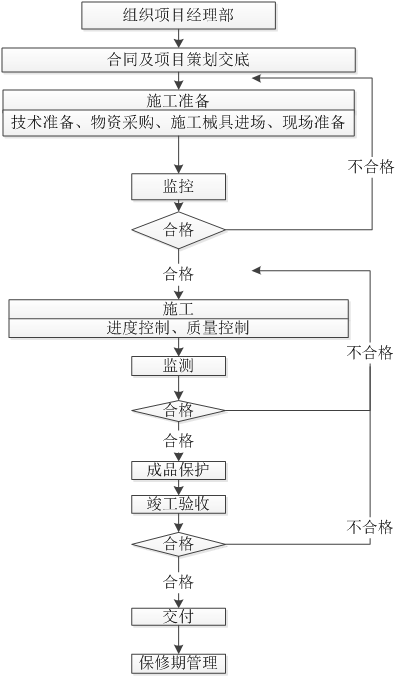 组织项目经理部
合同及项目策划交底
施工准备
技术准备、物资采购、施工械具进场、现场准备
不合格
监控
合格
合格
施工
进度控制、质量控制
不合格
监测
合格
合格
成品保护
竣工验收
不合格
合格
合格
交付
保修期管理